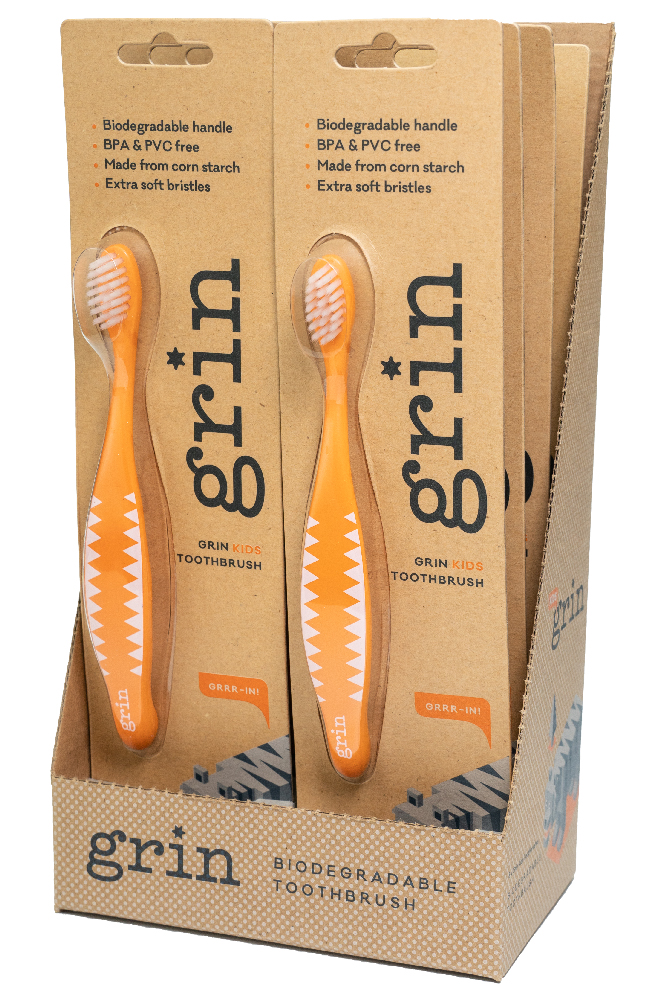 Biodegradable handle
BPA & PVC free
Made from corn starch
Extra soft bristles
grin
GRIN KIDS
TOOTHBRUSH
GRRR-IN!
grin
Biodegradable handle
BPA & PVC free
Made from corn starch
Extra soft bristles
grin
GRIN KIDS
TOOTHBRUSH
GRRR-IN!
grin
grin
BIODEGRADABLE
TOOTHBRUSH
grin